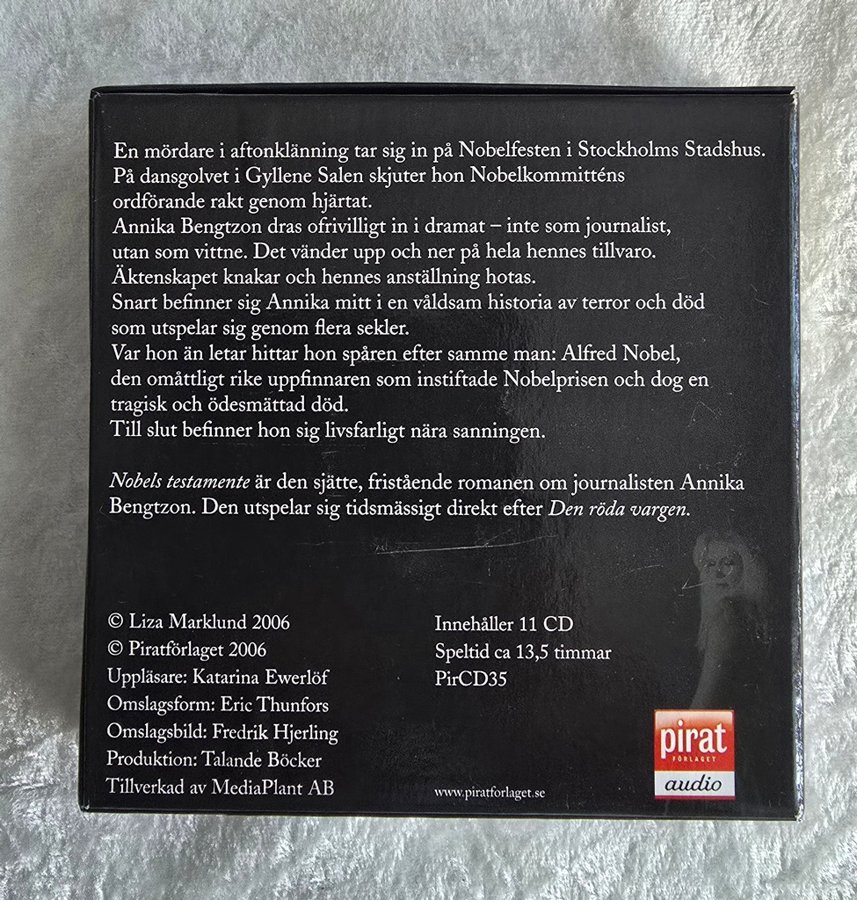 En mördare i aftonklänning tar sig in på Nobelfesten i Stockholms Stadshus.
På dansgolvet i Gyllene Salen skjuter hon Nobelkommitténs
ordförande rakt genom hjärtat.
Annika Bengtzon dras ofrivilligt in i dramat – inte som journalist,
utan som vittne. Det vänder upp och ner på hela hennes tillvaro.
Äktenskapet knakar och hennes anställning hotas.
Snart befinner sig Annika mitt i en våldsam historia av terror och död
som utspelar sig genom flera sekler.
Var hon än letar hittar hon spåren efter samme man: Alfred Nobel,
den omåttligt rike uppfinnaren som instiftade Nobelprisen och dog en
tragisk och ödesmättad död.
Till slut befinner hon sig livsfarligt nära sanningen.
Nobels testamente är den sjätte, fristående romanen om journalisten Annika
Bengtzon. Den utspelar sig tidsmässigt direkt efter Den röda vargen.
© Liza Marklund 2006
© Piratförlaget 2006
Uppläsare: Katarina Ewerlöf
Omslagsform: Eric Thunfors
Omslagsbild: Fredrik Hjerling
Produktion: Talande Böcker
Tillverkad av MediaPlant AB
Innehåller 11 CD
Speltid ca 13,5 timmar
PirCD35
www.piratforlaget.se
pirat
FÖRLAGET
audio